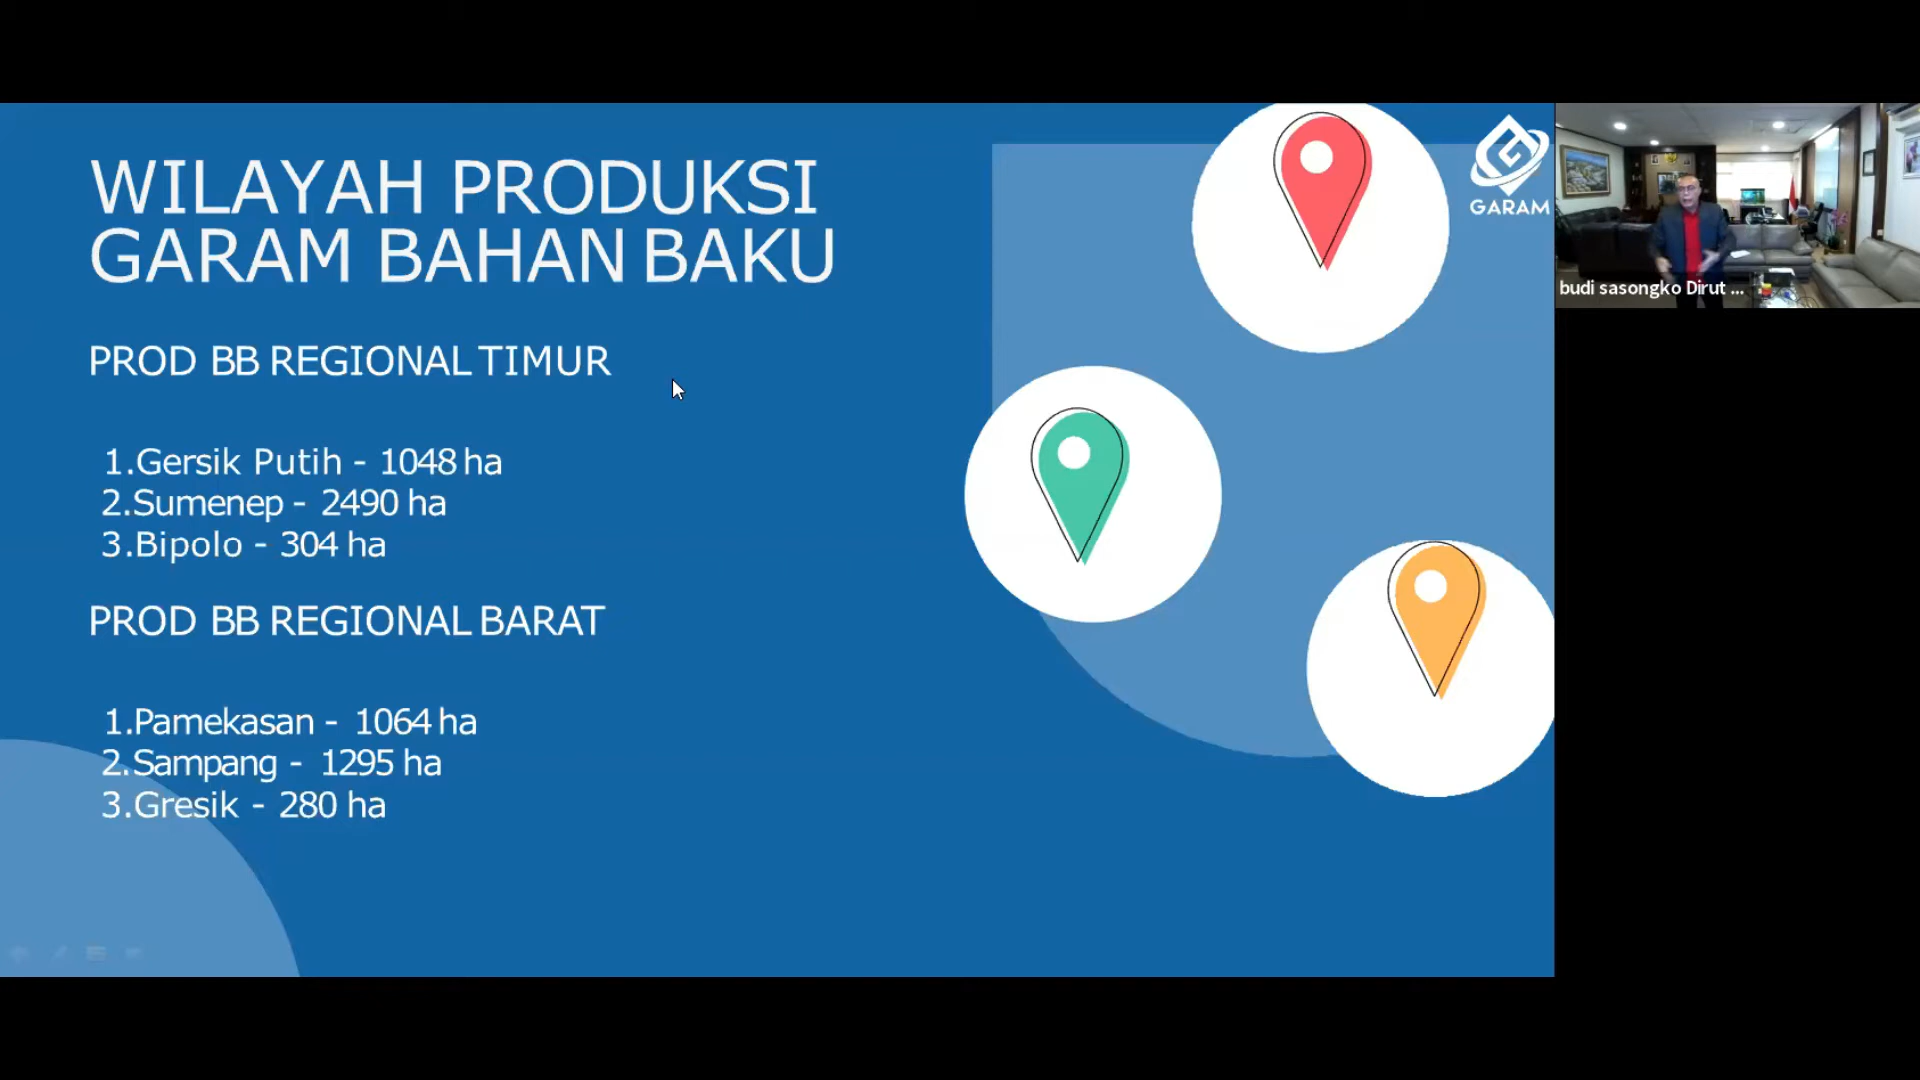 WILAYAH PRODUKSI
GARAM BAHAN BAKU
PROD BB REGIONAL TIMUR
1.Gersik Putih - 1048 ha
2.Sumenep - 2490 ha
3.Bipolo - 304 ha
PROD BB REGIONAL BARAT
1.Pamekasan - 1064 ha
2.Sampang - 1295 ha
3.Gresik - 280 ha
GARAM
budi sasongko Dirut ...